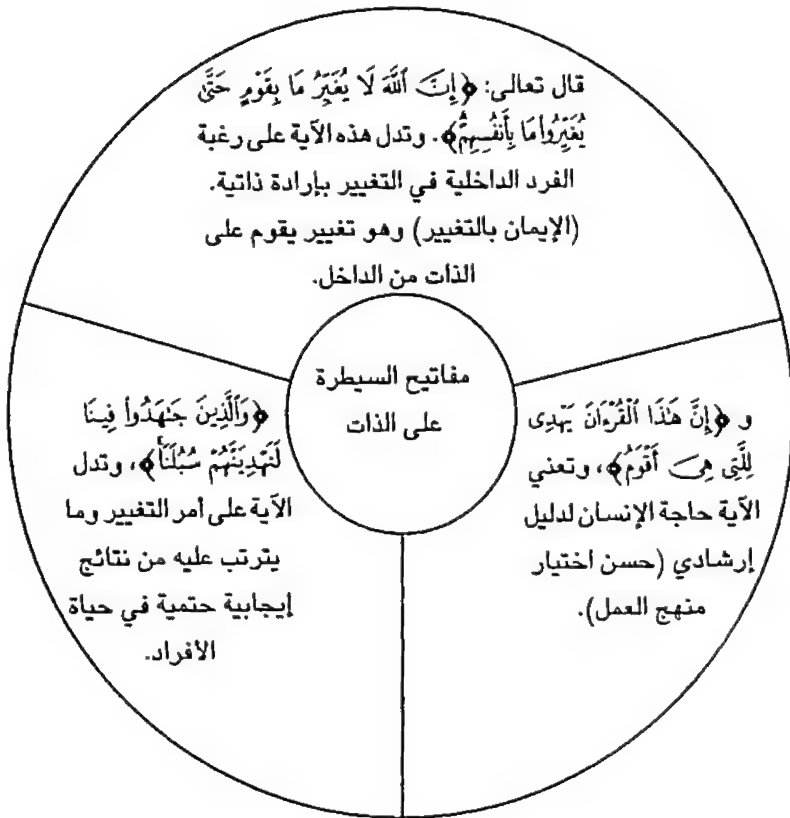 قال تعالى: ﴿إِنَّ ٱللَّهَ لَا يُغَيِّرُ مَا بِقَوْمٍ حَتَّىٰ
يُغَيِّرُوا۟ مَا بِأَنفُسِهِمْ﴾. وتدل هذه الآية على رغبة
الفرد الداخلية في التغيير بإرادة ذاتية.
(الإيمان بالتغيير) وهو تغيير يقوم على
الذات من الداخل.
مفاتيح السيطرة
على الذات
و ﴿إِنَّ هَٰذَا ٱلْقُرْءَانَ يَهْدِى
لِلَّتِى هِىَ أَقْوَمُ﴾، وتعني
الآية حاجة الإنسان لدليل
إرشادي (حسن اختيار
منهج العمل).
﴿وَٱلَّذِينَ جَٰهَدُوا۟ فِينَا
لَنَهْدِيَنَّهُمْ سُبُلَنَا﴾، وتدل
الآية على أمر التغيير وما
يترتب عليه من نتائج
إيجابية حتمية في حياة
الأفراد.